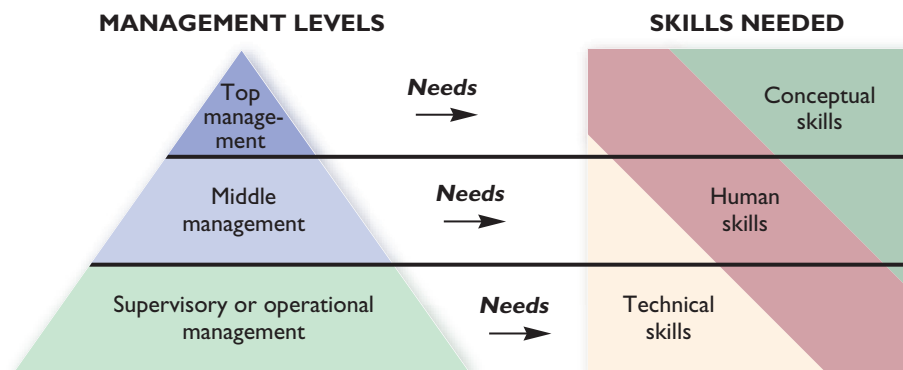 MANAGEMENT LEVELS
SKILLS NEEDED
Top
manage-
ment
Needs
Conceptual
skills
Middle
management
Needs
Human
skills
Supervisory or operational
management
Needs
Technical
skills